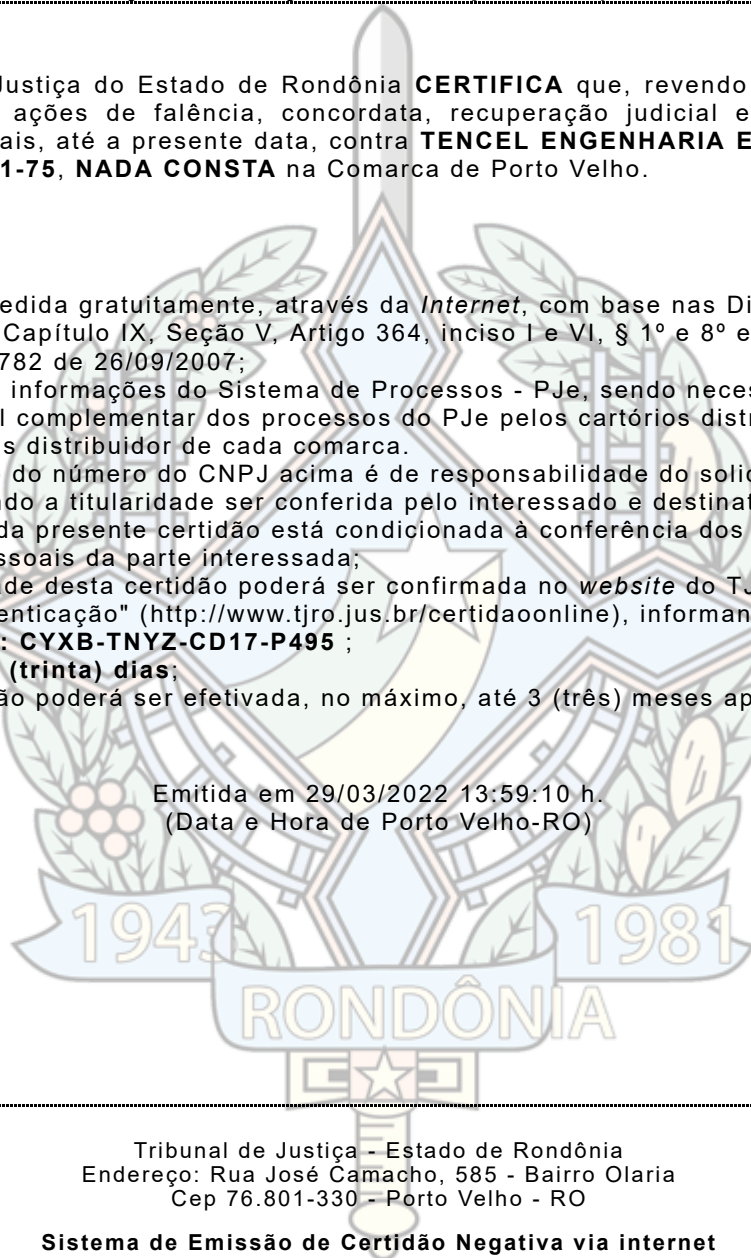 Justiça do Estado de Rondônia CERTIFICA que, revendo
ações de falência, concordata, recuperação judicial e
ais, até a presente data, contra TENCEL ENGENHARIA E
1-75, NADA CONSTA na Comarca de Porto Velho.
edida gratuitamente, através da Internet, com base nas Di
Capítulo IX, Seção V, Artigo 364, inciso I e VI, § 1º e 8º e
782 de 26/09/2007;
informações do Sistema de Processos - PJe, sendo neces
l complementar dos processos do PJe pelos cartórios distr
s distribuidor de cada comarca.
do número do CNPJ acima é de responsabilidade do solic
ndo a titularidade ser conferida pelo interessado e destinat
da presente certidão está condicionada à conferência dos
ssoais da parte interessada;
ade desta certidão poderá ser confirmada no website do TJ
enticação" (http://www.tjro.jus.br/certidaoonline), informan
: CYXB-TNYZ-CD17-P495 ;
(trinta) dias;
ão poderá ser efetivada, no máximo, até 3 (três) meses ap
Emitida em 29/03/2022 13:59:10 h.
(Data e Hora de Porto Velho-RO)
1943 1981
RONDÔNIA
Tribunal de Justiça - Estado de Rondônia
Endereço: Rua José Camacho, 585 - Bairro Olaria
Cep 76.801-330 - Porto Velho - RO
Sistema de Emissão de Certidão Negativa via internet